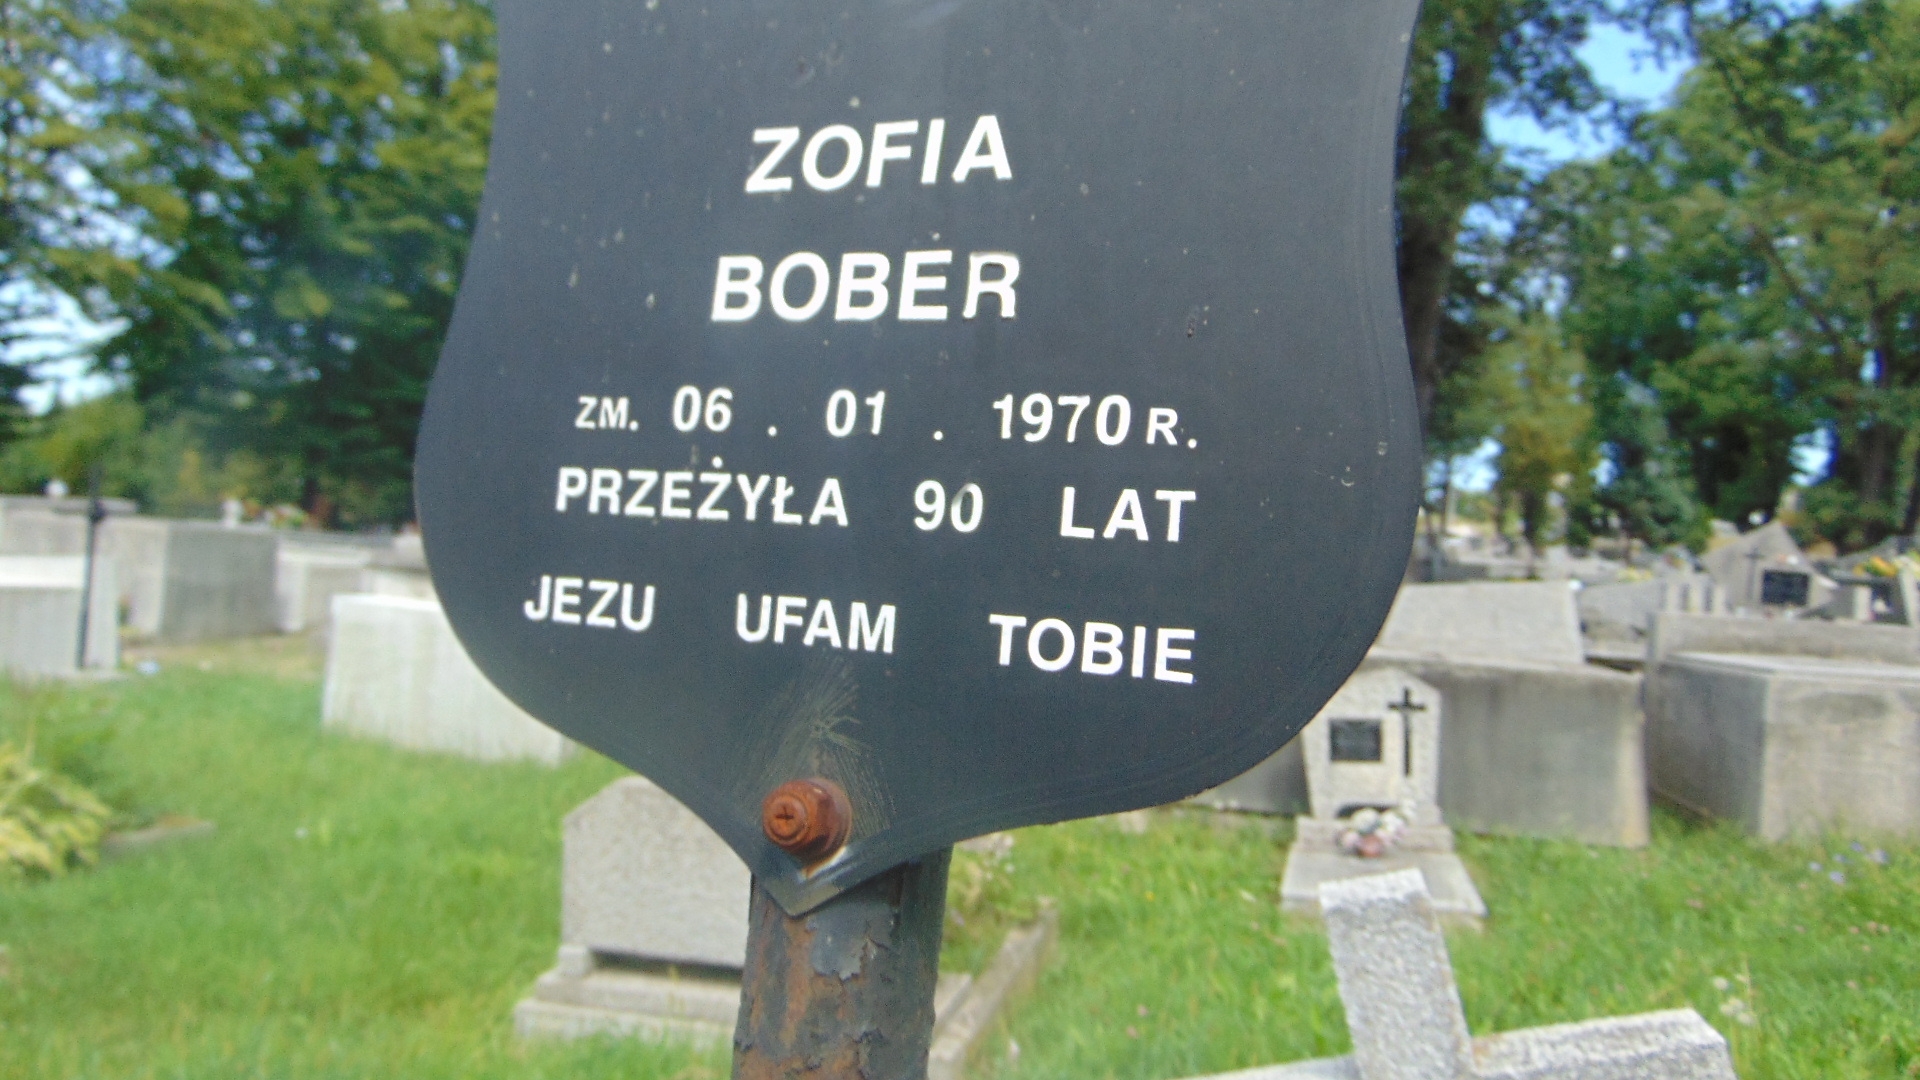 ZOFIA
BOBER
ZM. 06 . 01 . 1970 R.
PRZEŻYŁA 90 LAT
JEZU UFAM TOBIE